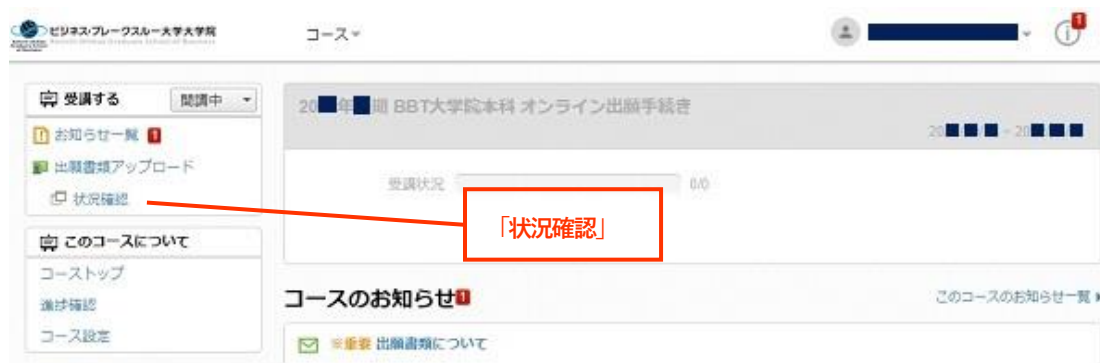 ビジネス・ブレークスルー大学大学院
コース
受講する 開講中
お知らせ一覧 1
出願書類アップロード
状況確認
このコースについて
コーストップ
進捗確認
コース設定
20 年 期 BBT大学院本科 オンライン出願手続き
20 - 20
受講状況 0/0
「状況確認」
コースのお知らせ 1
このコースのお知らせ一覧
※重要 出願書類について